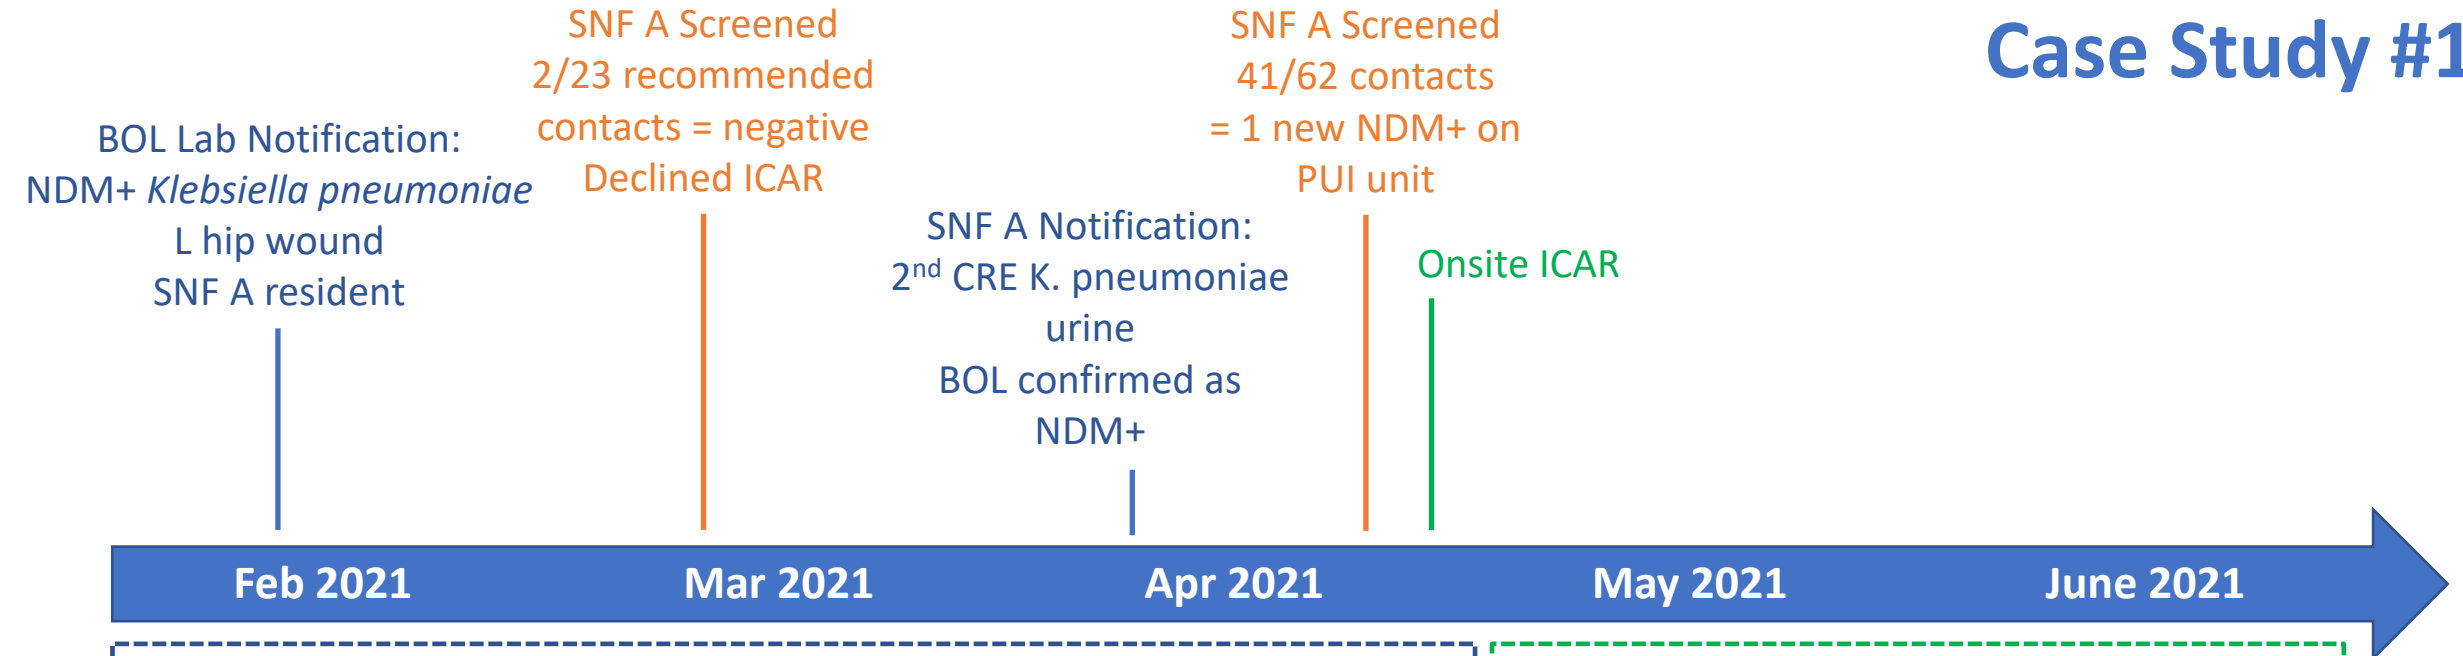 Case Study #1
BOL Lab Notification:
NDM+ Klebsiella pneumoniae
L hip wound
SNF A resident
SNF A Screened
2/23 recommended
contacts = negative
Declined ICAR
SNF A Notification:
2nd CRE K. pneumoniae
urine
BOL confirmed as
NDM+
SNF A Screened
41/62 contacts
= 1 new NDM+ on
PUI unit
Onsite ICAR
Feb 2021
Mar 2021
Apr 2021
May 2021
June 2021